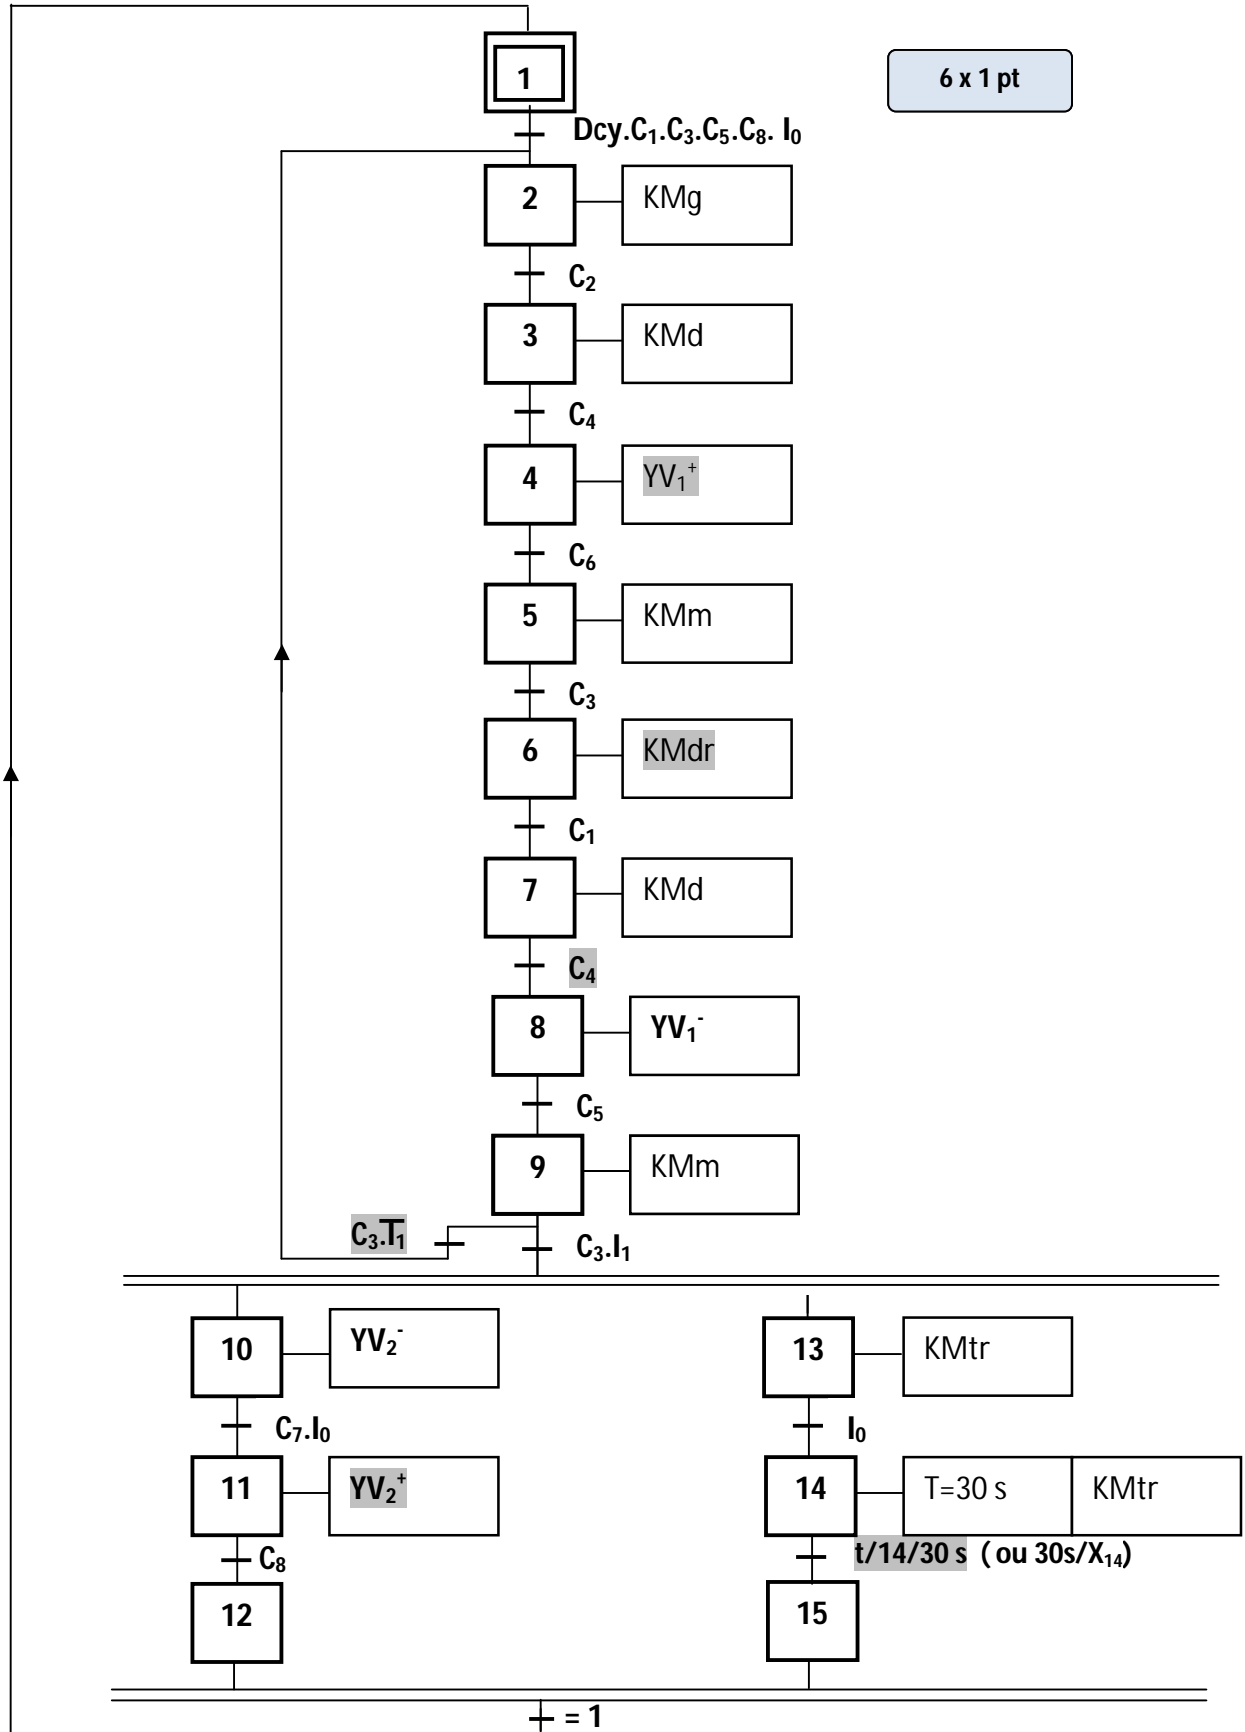 1
6 x 1 pt
Dcy.C₁.C₃.C₅.C₈. I₀
2 KMg
C₂
3 KMd
C₄
4 YV₁⁺
C₆
5 KMm
C₃
6 KMdr
C₁
7 KMd
C₄
8 YV₁⁻
C₅
9 KMm
C₃.I̅₁ C₃.I₁
10 YV₂⁻ 13 KMtr
C₇.I₀ I₀
11 YV₂⁺ 14 T=30 s KMtr
C₈ t/14/30 s ( ou 30s/X₁₄)
12 15
= 1